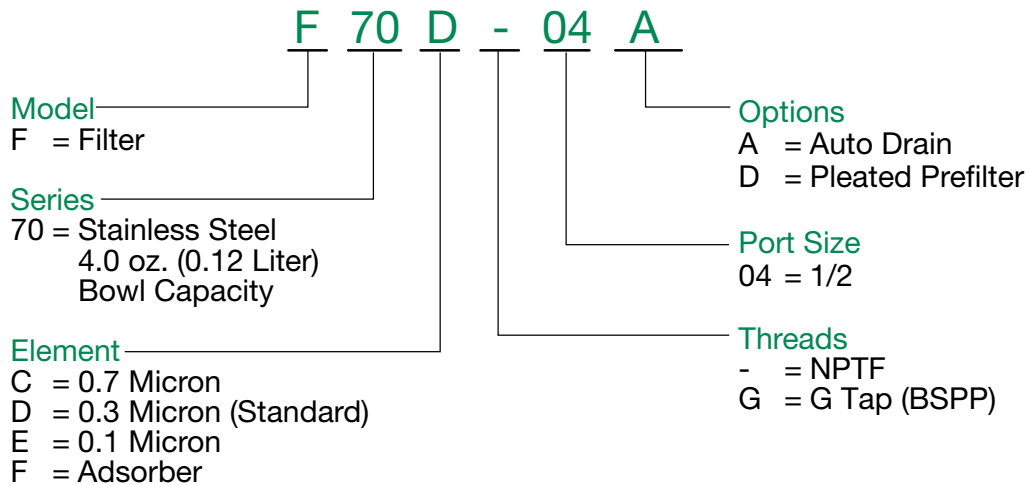 F 70 D - 04 A
Model
F = Filter
Series
70 = Stainless Steel
4.0 oz. (0.12 Liter)
Bowl Capacity
Element
C = 0.7 Micron
D = 0.3 Micron (Standard)
E = 0.1 Micron
F = Adsorber
Options
A = Auto Drain
D = Pleated Prefilter
Port Size
04 = 1/2
Threads
- = NPTF
G = G Tap (BSPP)